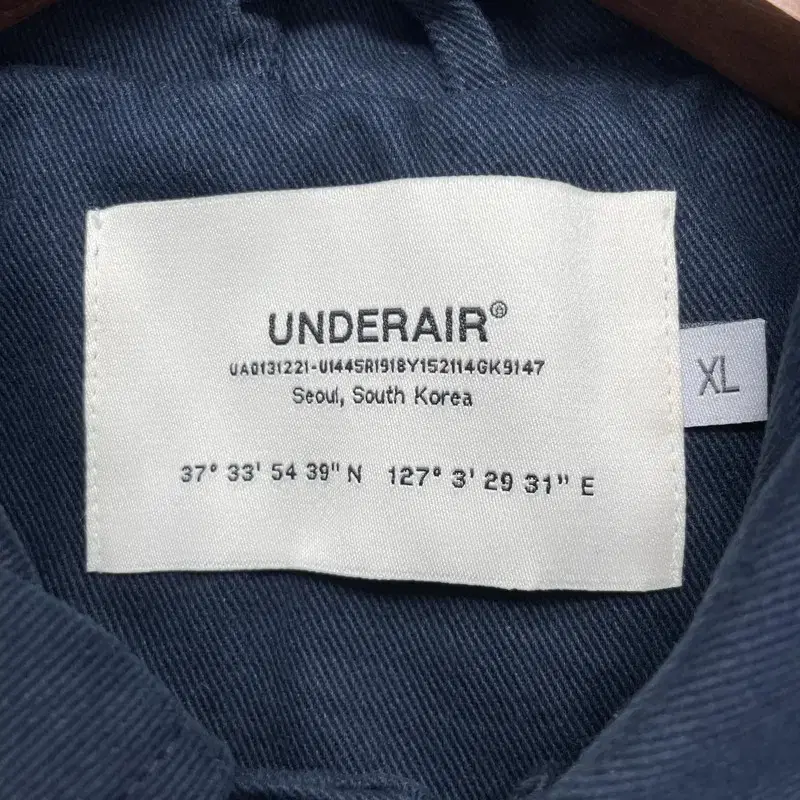 UNDERAIR®
UA0131221-U1445R1918Y152114GK9147
Seoul, South Korea
37° 33' 54 39" N 127° 3' 29 31" E
XL